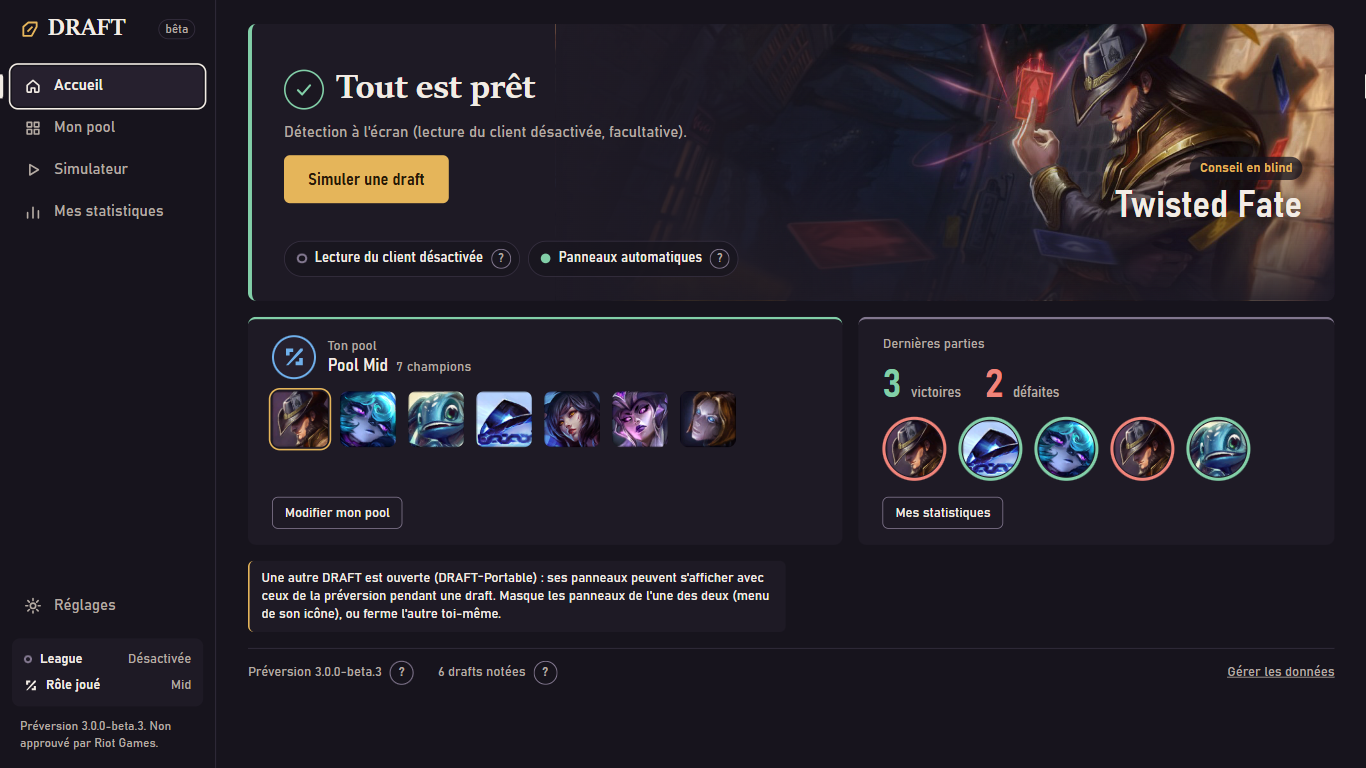 DRAFT
bêta
Accueil
Mon pool
Simulateur
Mes statistiques
Réglages
League
Désactivée
Rôle joué
Mid
Préversion 3.0.0-beta.3. Non
approuvé par Riot Games.
Tout est prêt
Détection à l'écran (lecture du client désactivée, facultative).
Simuler une draft
Lecture du client désactivée ?
Panneaux automatiques ?
Conseil en blind
Twisted Fate
Ton pool
Pool Mid 7 champions
Modifier mon pool
Dernières parties
3 victoires 2 défaites
Mes statistiques
Une autre DRAFT est ouverte (DRAFT-Portable) : ses panneaux peuvent s'afficher avec
ceux de la préversion pendant une draft. Masque les panneaux de l'une des deux (menu
de son icône), ou ferme l'autre toi-même.
Préversion 3.0.0-beta.3 ?
6 drafts notées ?
Gérer les données